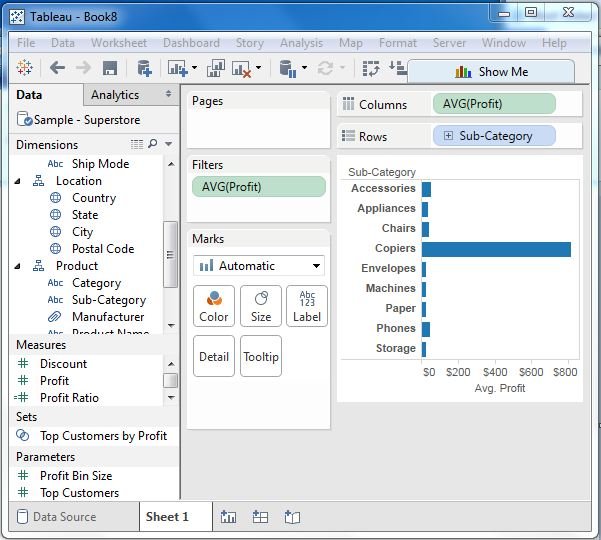 Tableau - Book8
File Data Worksheet Dashboard Story Analysis Map Format Server Window Help
Show Me
Data Analytics
Sample - Superstore
Dimensions
Abc Ship Mode
Location
Country
State
City
Postal Code
Product
Abc Category
Abc Sub-Category
Manufacturer
Abc Product Name
Measures
# Discount
# Profit
=# Profit Ratio
Sets
Top Customers by Profit
Parameters
# Profit Bin Size
# Top Customers
Pages
Filters
AVG(Profit)
Marks
Automatic
Color
Size
Abc
123
Label
Detail
Tooltip
Columns
AVG(Profit)
Rows
Sub-Category
Sub-Category
Accessories
Appliances
Chairs
Copiers
Envelopes
Machines
Paper
Phones
Storage
$0 $200 $400 $600 $800
Avg. Profit
Data Source
Sheet 1